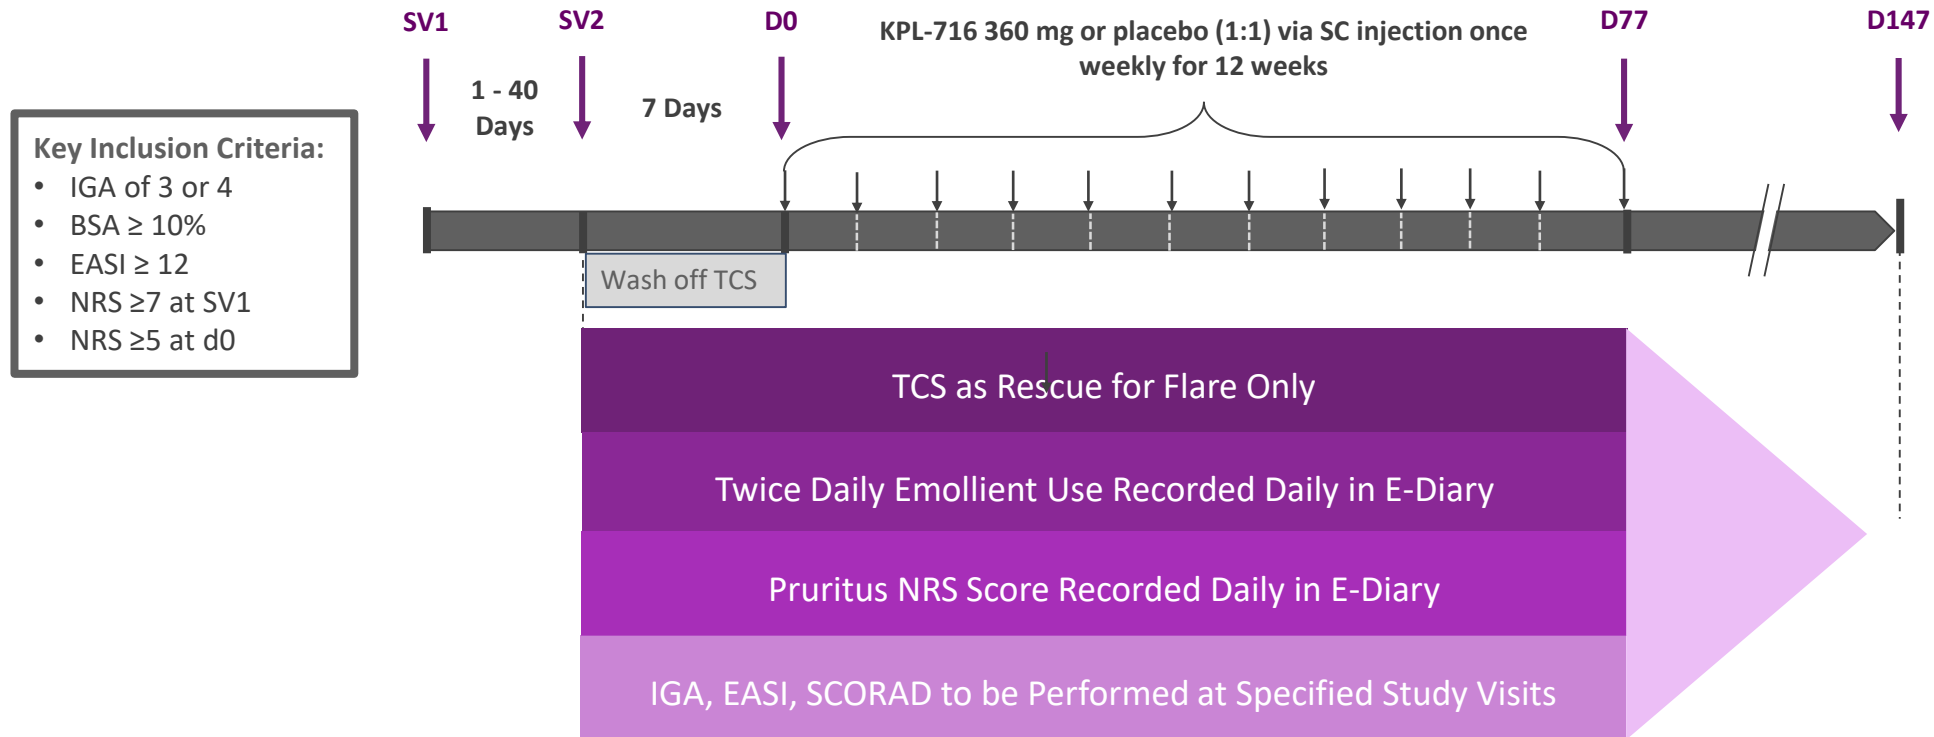 SV1
SV2
D0
KPL-716 360 mg or placebo (1:1) via SC injection once
weekly for 12 weeks
D77
D147
1 - 40
Days
7 Days
Key Inclusion Criteria:
• IGA of 3 or 4
• BSA ≥ 10%
• EASI ≥ 12
• NRS ≥7 at SV1
• NRS ≥5 at d0
Wash off TCS
TCS as Rescue for Flare Only
Twice Daily Emollient Use Recorded Daily in E-Diary
Pruritus NRS Score Recorded Daily in E-Diary
IGA, EASI, SCORAD to be Performed at Specified Study Visits